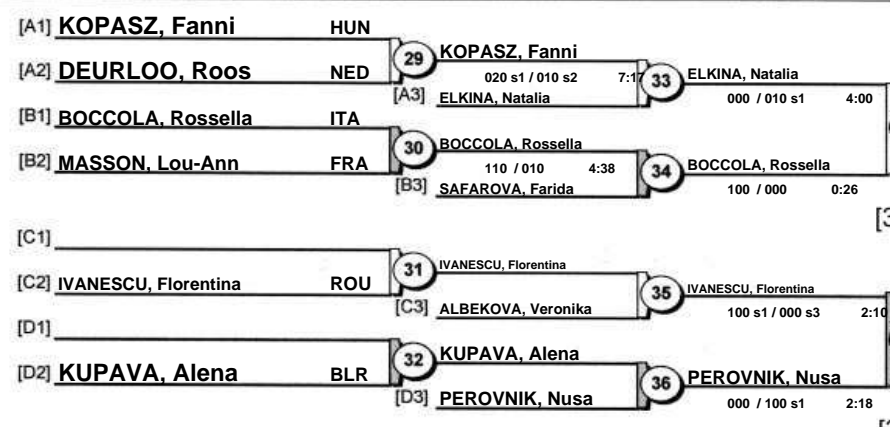 [A1] KOPASZ, Fanni HUN
29
KOPASZ, Fanni
[A2] DEURLOO, Roos NED
020 s1 / 010 s2 7:17
33
ELKINA, Natalia
[A3] ELKINA, Natalia
000 / 010 s1 4:00
[B1] BOCCOLA, Rossella ITA
30
BOCCOLA, Rossella
[B2] MASSON, Lou-Ann FRA
110 / 010 4:38
34
BOCCOLA, Rossella
[B3] SAFAROVA, Farida
100 / 000 0:26
[3
[C1]
31
IVANESCU, Florentina
[C2] IVANESCU, Florentina ROU
35
IVANESCU, Florentina
[C3] ALBEKOVA, Veronika
100 s1 / 000 s3 2:10
[D1]
32
KUPAVA, Alena
[D2] KUPAVA, Alena BLR
36
PEROVNIK, Nusa
[D3] PEROVNIK, Nusa
000 / 100 s1 2:18